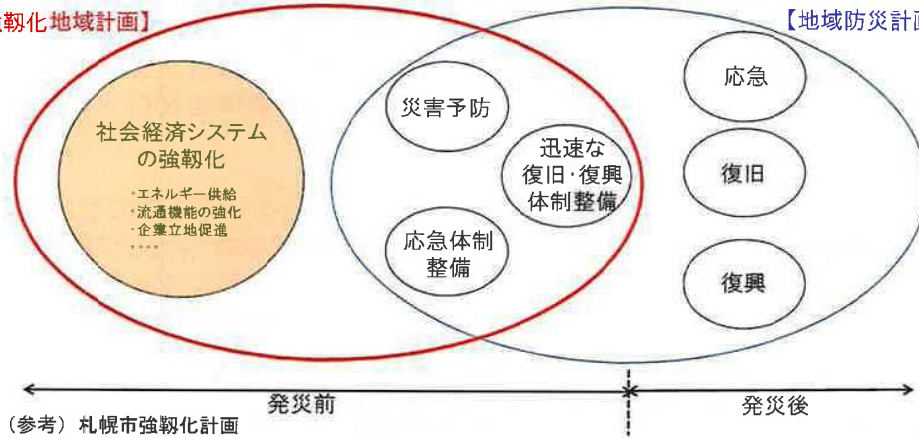 強靱化地域計画】
【地域防災計画
社会経済システム
の強靱化
・エネルギー供給
・流通機能の強化
・企業立地促進
・・・・
災害予防
迅速な
復旧・復興
体制整備
応急体制
整備
応急
復旧
復興
発災前
発災後
（参考）札幌市強靱化計画